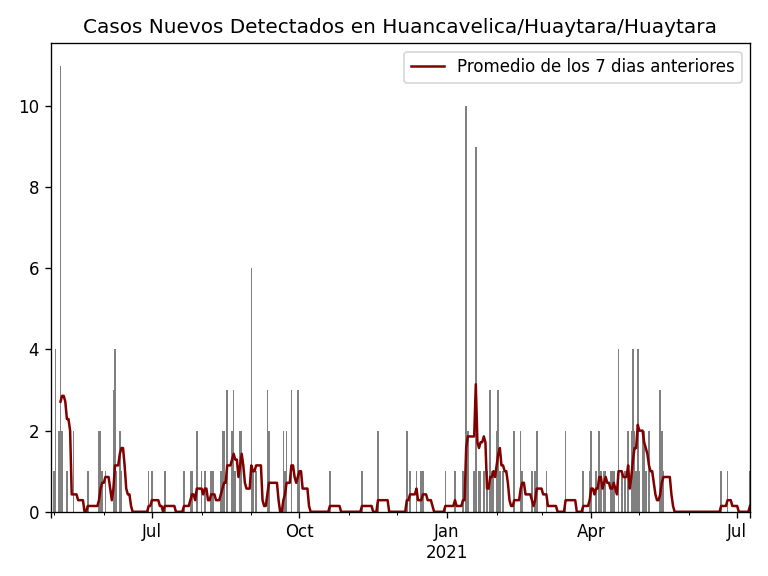 Casos Nuevos Detectados en Huancavelica/Huaytara/Huaytara
Promedio de los 7 dias anteriores
10
8
6
4
2
0
Jul Oct Jan Apr Jul
2021